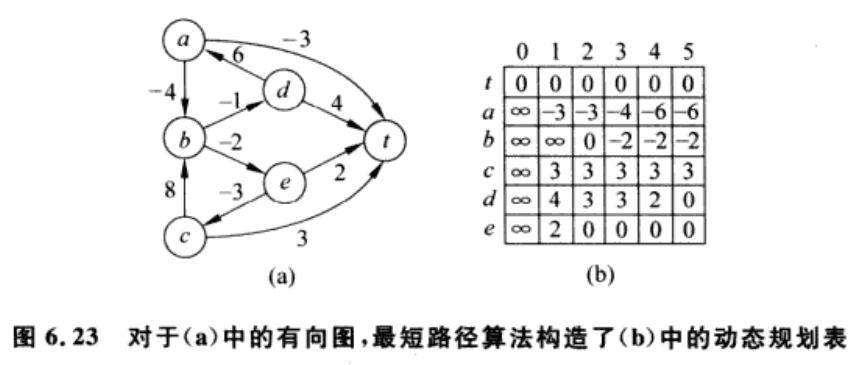 a
-3
6
-4
-1
d
4
b
-2
t
e
2
8
-3
c
3
(a)
0 1 2 3 4 5
t 0 0 0 0 0 0
a ∞ -3 -3 -4 -6 -6
b ∞ ∞ 0 -2 -2 -2
c ∞ 3 3 3 3 3
d ∞ 4 3 3 2 0
e ∞ 2 0 0 0 0
(b)
图 6.23 对于(a)中的有向图,最短路径算法构造了(b)中的动态规划表